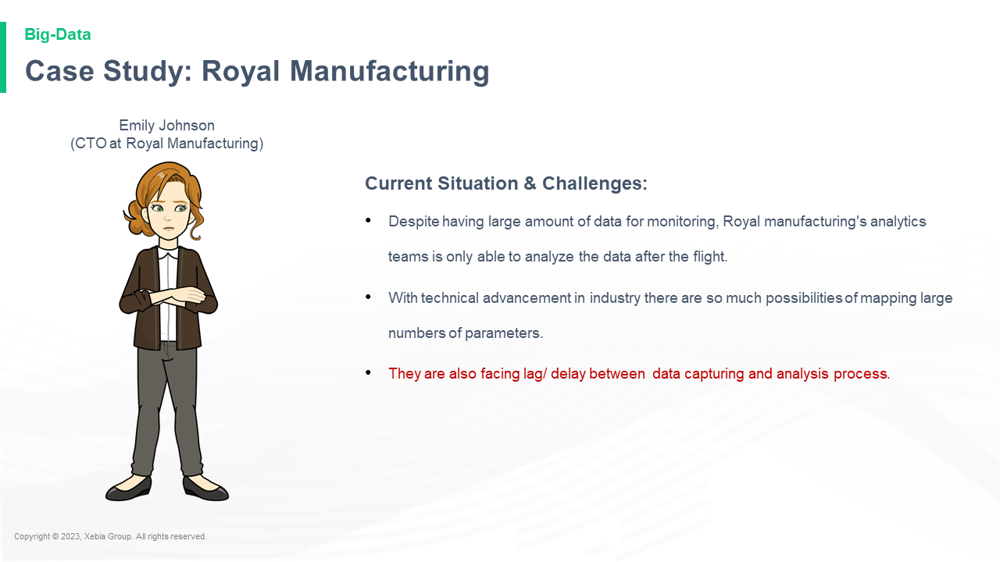 Big-Data
Case Study: Royal Manufacturing
Emily Johnson
(CTO at Royal Manufacturing)
Current Situation & Challenges:
• Despite having large amount of data for monitoring, Royal manufacturing's analytics
teams is only able to analyze the data after the flight.
• With technical advancement in industry there are so much possibilities of mapping large
numbers of parameters.
• They are also facing lag/ delay between data capturing and analysis process.
Copyright © 2023, Xebia Group. All rights reserved.